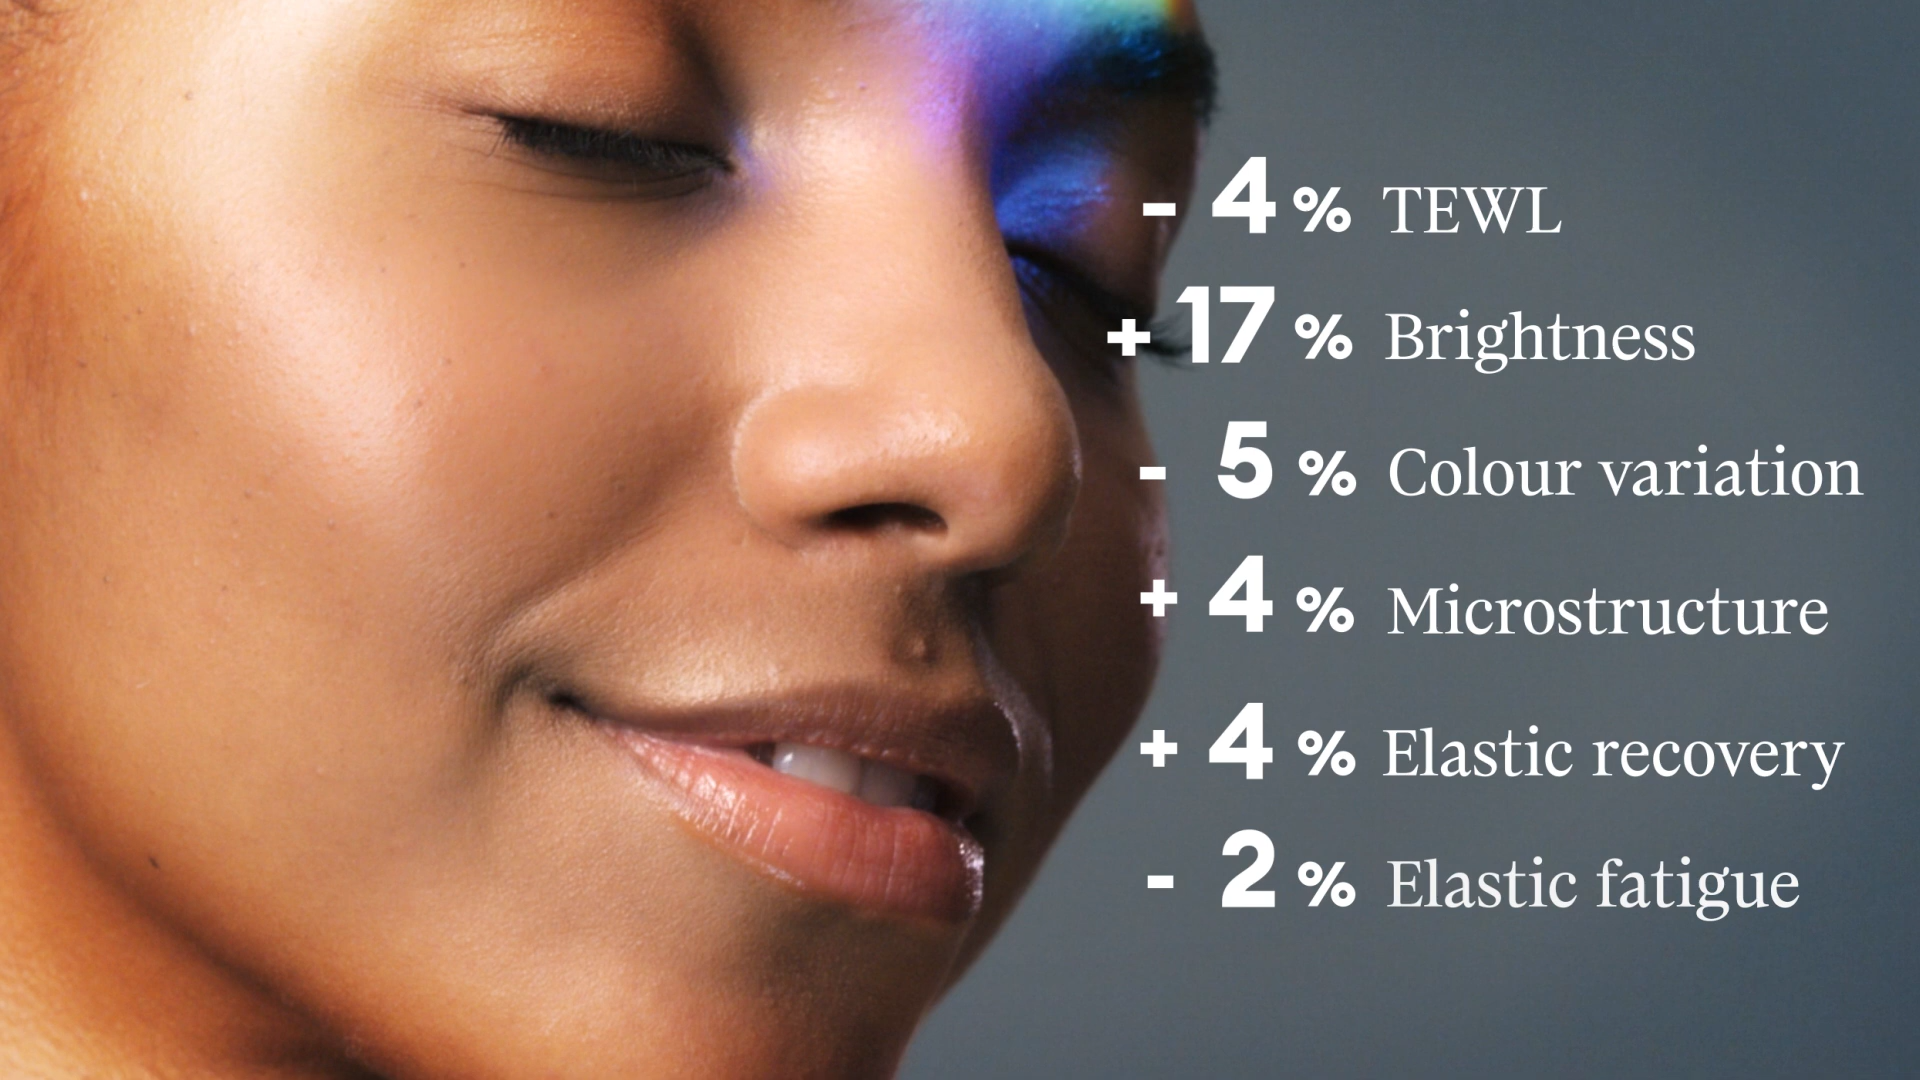 - 4 % TEWL
+ 17 % Brightness
- 5 % Colour variation
+ 4 % Microstructure
+ 4 % Elastic recovery
- 2 % Elastic fatigue